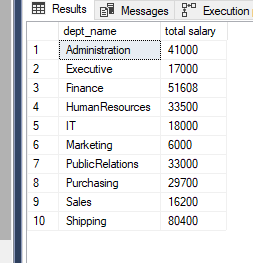 Results Messages Execution
dept_name total salary
1 Administration 41000
2 Executive 17000
3 Finance 51608
4 HumanResources 33500
5 IT 18000
6 Marketing 6000
7 PublicRelations 33000
8 Purchasing 29700
9 Sales 16200
10 Shipping 80400